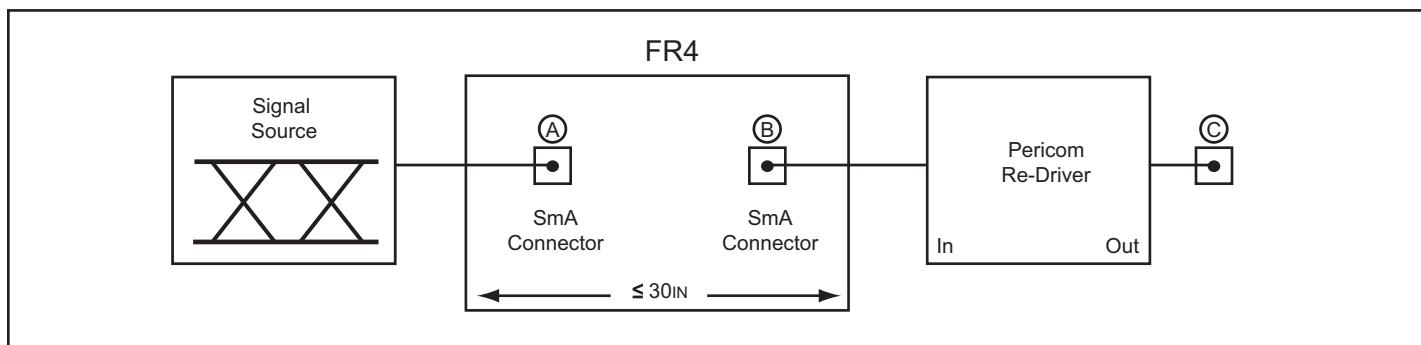 FR4
Signal
Source
A
SmA
Connector
B
SmA
Connector
≤ 30IN
Pericom
Re-Driver
In
Out
C